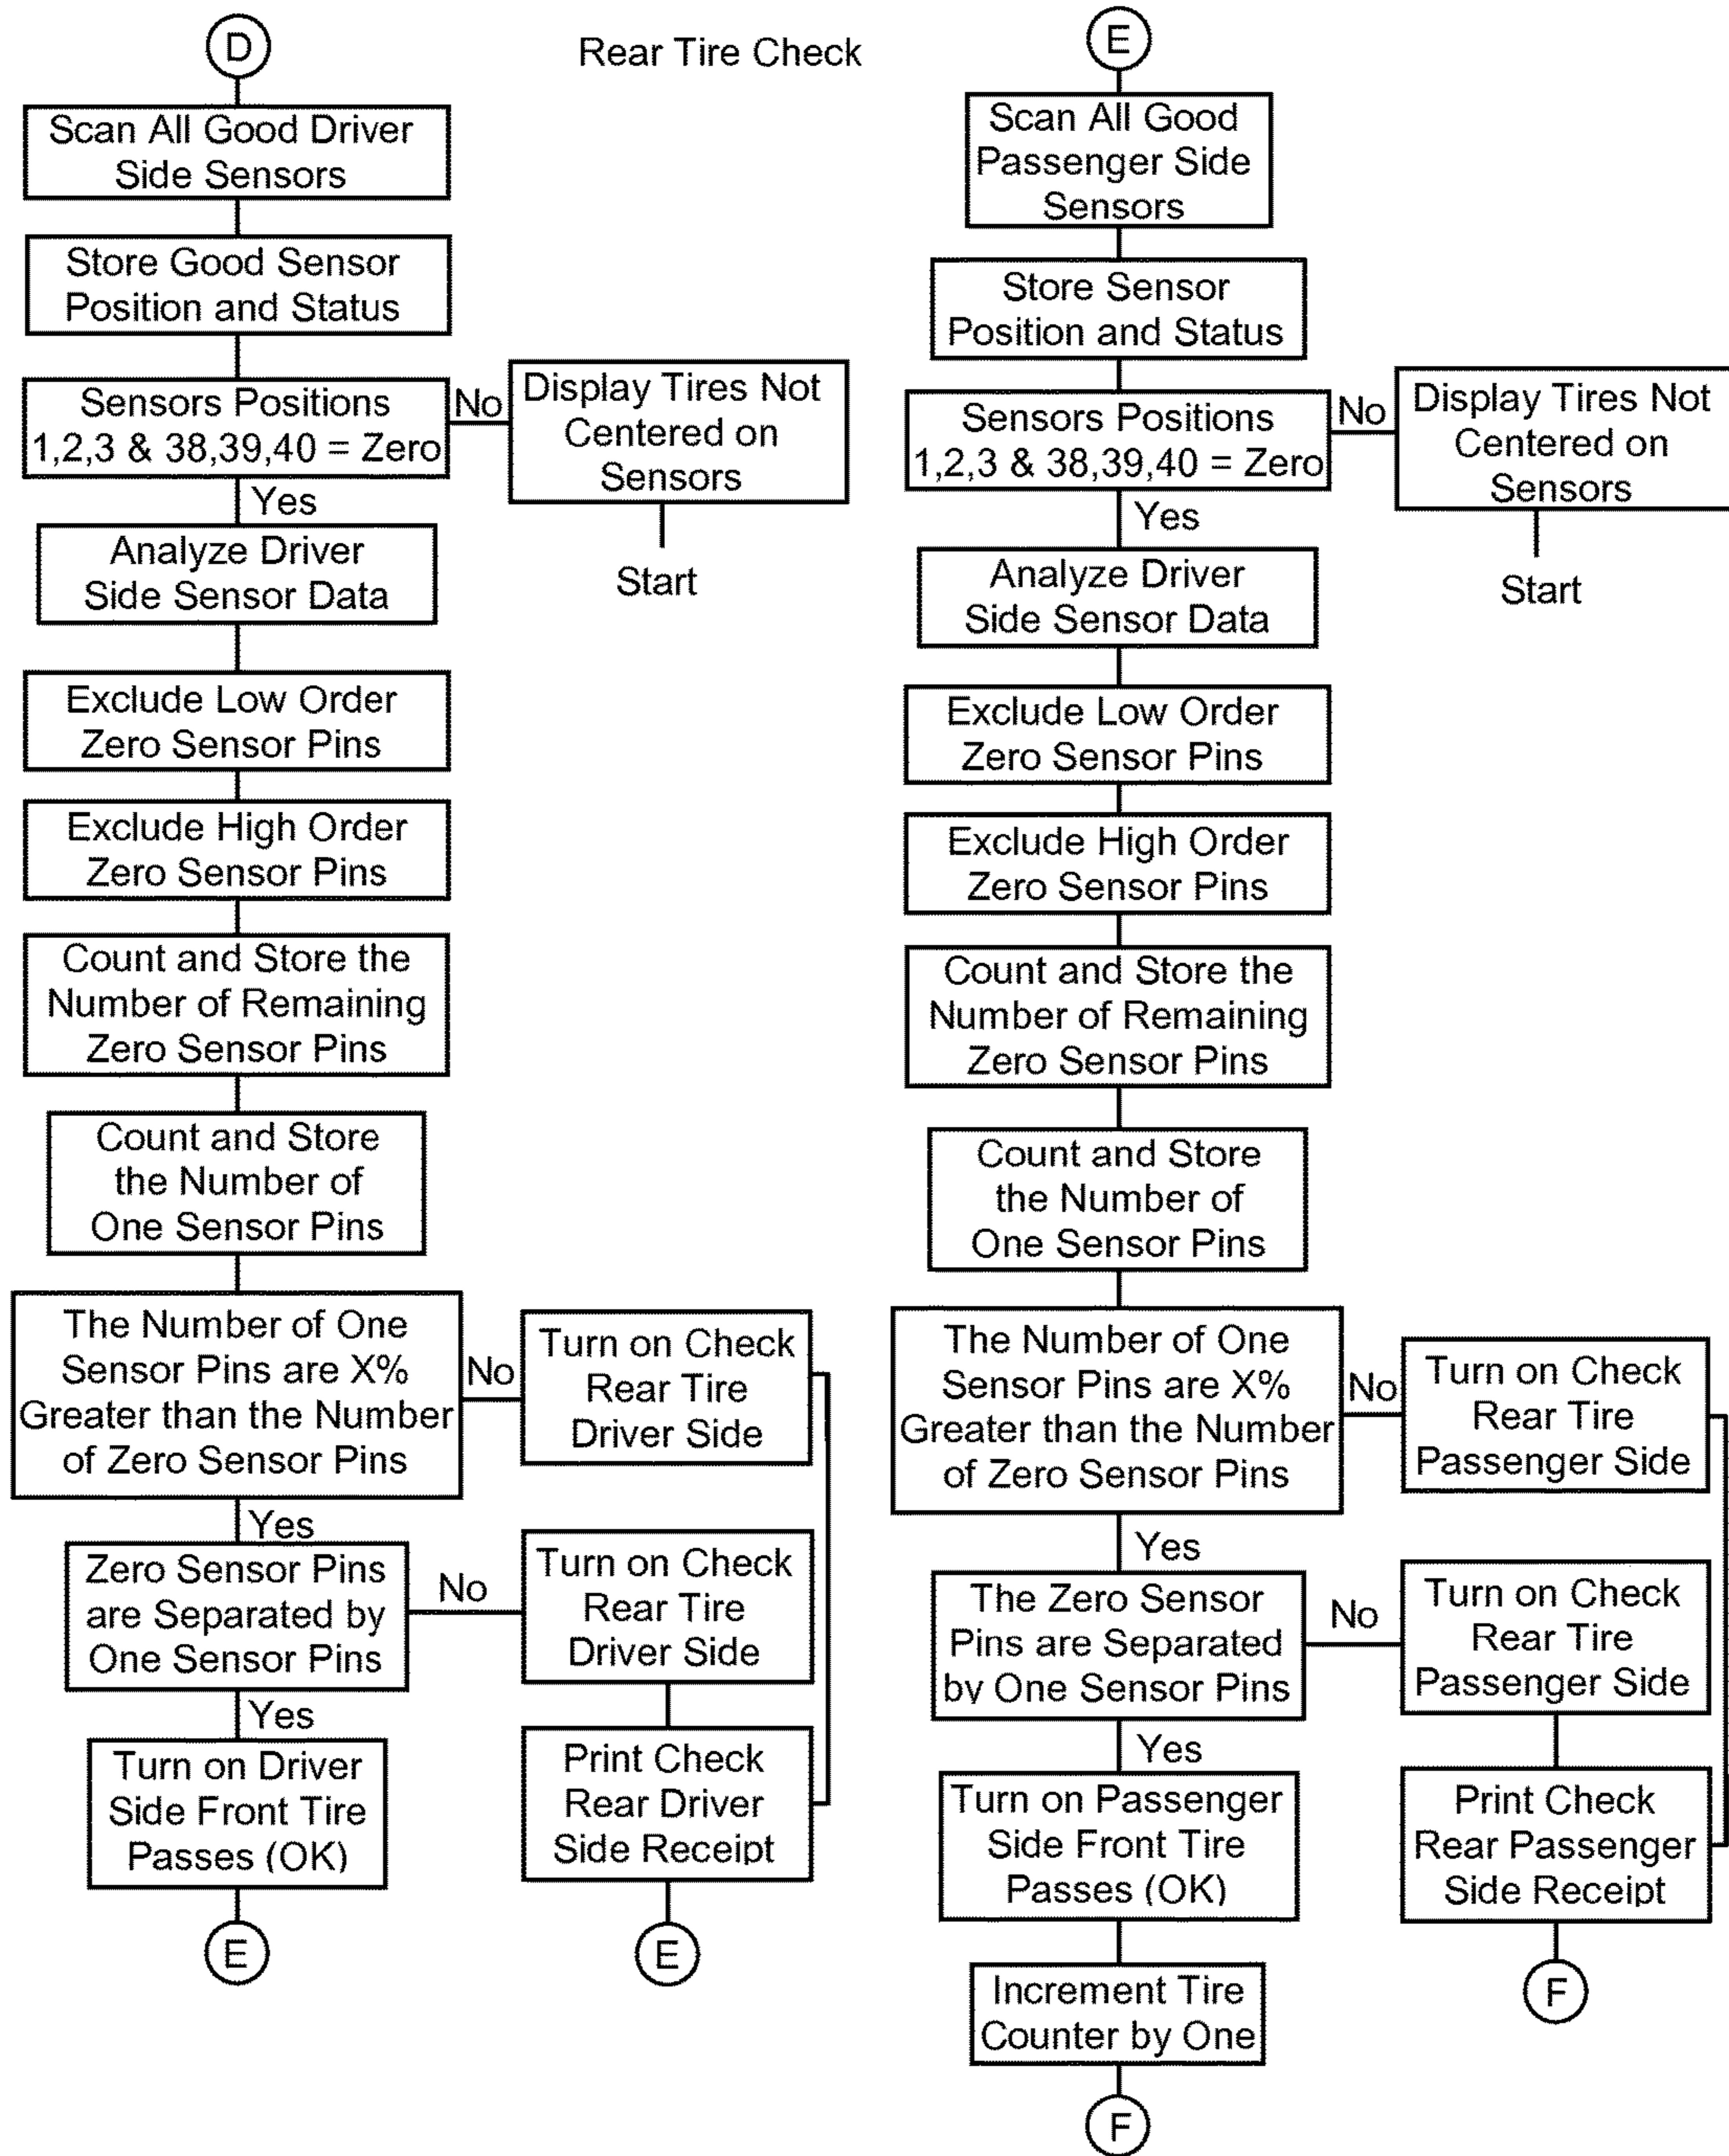 D
Rear Tire Check
Scan All Good Driver
Side Sensors
Store Good Sensor
Position and Status
Sensors Positions
1,2,3 & 38,39,40 = Zero
No
Display Tires Not
Centered on
Sensors
Start
Yes
Analyze Driver
Side Sensor Data
Exclude Low Order
Zero Sensor Pins
Exclude High Order
Zero Sensor Pins
Count and Store the
Number of Remaining
Zero Sensor Pins
Count and Store
the Number of
One Sensor Pins
The Number of One
Sensor Pins are X%
Greater than the Number
of Zero Sensor Pins
No
Turn on Check
Rear Tire
Driver Side
Yes
Zero Sensor Pins
are Separated by
One Sensor Pins
No
Turn on Check
Rear Tire
Driver Side
Yes
Turn on Driver
Side Front Tire
Passes (OK)
Print Check
Rear Driver
Side Receipt
E
E
E
Scan All Good
Passenger Side
Sensors
Store Sensor
Position and Status
Sensors Positions
1,2,3 & 38,39,40 = Zero
No
Display Tires Not
Centered on
Sensors
Start
Yes
Analyze Driver
Side Sensor Data
Exclude Low Order
Zero Sensor Pins
Exclude High Order
Zero Sensor Pins
Count and Store the
Number of Remaining
Zero Sensor Pins
Count and Store
the Number of
One Sensor Pins
The Number of One
Sensor Pins are X%
Greater than the Number
of Zero Sensor Pins
No
Turn on Check
Rear Tire
Passenger Side
Yes
The Zero Sensor
Pins are Separated
by One Sensor Pins
No
Turn on Check
Rear Tire
Passenger Side
Yes
Turn on Passenger
Side Front Tire
Passes (OK)
Print Check
Rear Passenger
Side Receipt
F
Increment Tire
Counter by One
F